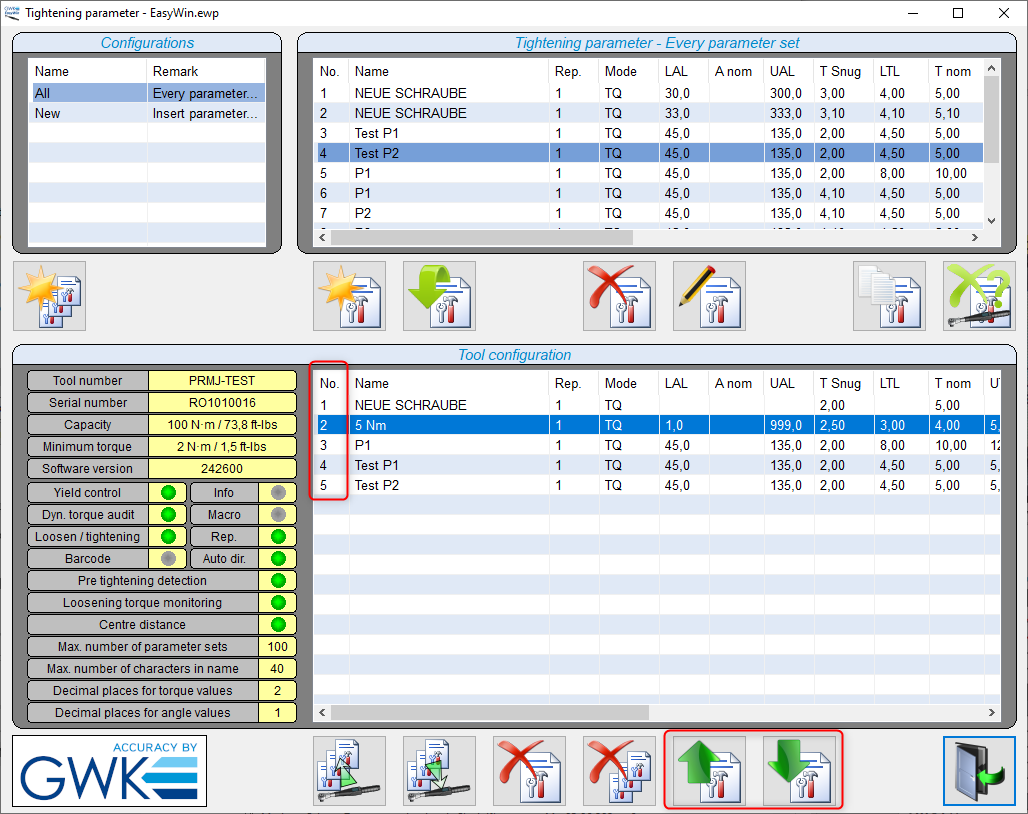 Tightening parameter - EasyWin.ewp
Configurations
Name Remark
All Every parameter...
New Insert parameter...
Tightening parameter - Every parameter set
No. Name Rep. Mode LAL A nom UAL T Snug LTL T nom
1 NEUE SCHRAUBE 1 TQ 30,0 300,0 3,00 4,00 5,00
2 NEUE SCHRAUBE 1 TQ 33,0 333,0 3,10 4,10 5,10
3 Test P1 1 TQ 45,0 135,0 2,00 4,50 5,00
4 Test P2 1 TQ 45,0 135,0 2,00 4,50 5,00
5 P1 1 TQ 45,0 135,0 2,00 8,00 10,00
6 P1 1 TQ 45,0 135,0 4,10 4,50 5,00
7 P2 1 TQ 45,0 135,0 4,10 4,50 5,00
Tool configuration
Tool number PRMJ-TEST
Serial number RO1010016
Capacity 100 N·m / 73,8 ft-lbs
Minimum torque 2 N·m / 1,5 ft-lbs
Software version 242600
Yield control Info
Dyn. torque audit Macro
Loosen / tightening Rep.
Barcode Auto dir.
Pre tightening detection
Loosening torque monitoring
Centre distance
Max. number of parameter sets 100
Max. number of characters in name 40
Decimal places for torque values 2
Decimal places for angle values 1
No. Name Rep. Mode LAL A nom UAL T Snug LTL T nom
1 NEUE SCHRAUBE 1 TQ 2,00 5,00
2 5 Nm 1 TQ 1,0 999,0 2,50 3,00 4,00 5,
3 P1 1 TQ 45,0 135,0 2,00 8,00 10,00 12
4 Test P1 1 TQ 45,0 135,0 2,00 4,50 5,00 5,
5 Test P2 1 TQ 45,0 135,0 2,00 4,50 5,00 5,
ACCURACY BY
GWK